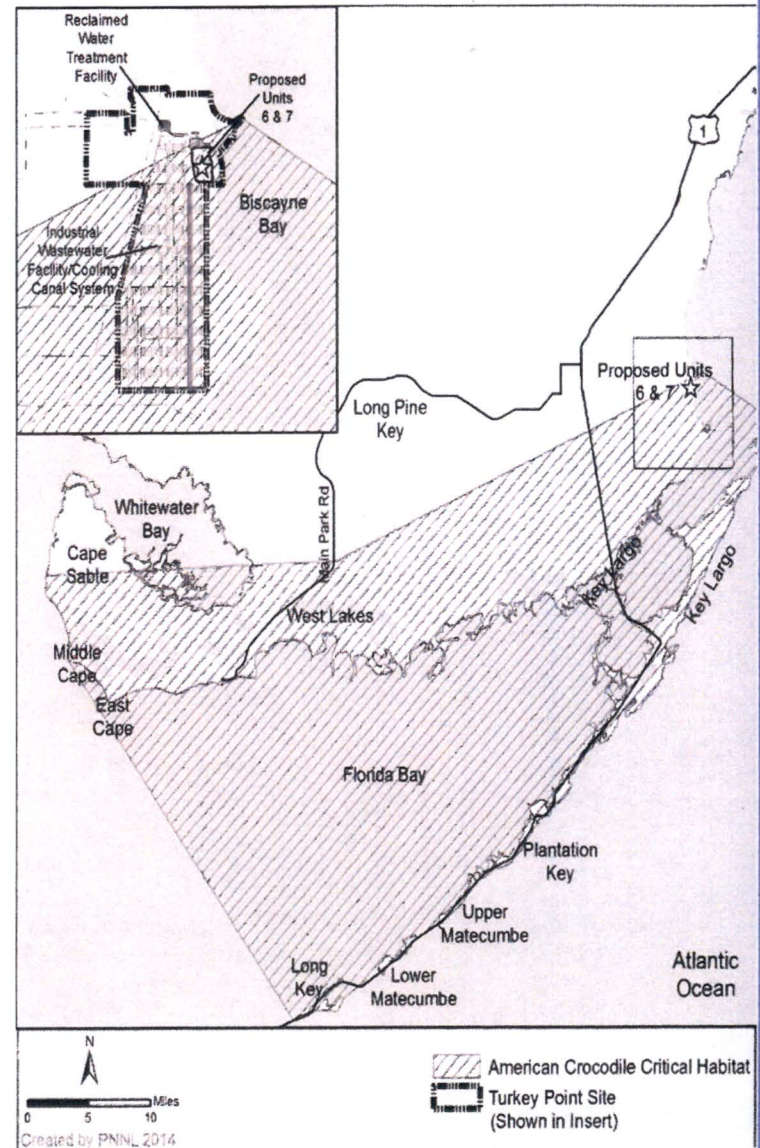 Reclaimed
Water
Treatment
Facility
Proposed
Units
6 & 7
Biscayne
Bay
Industrial
Wastewater
Facility/Cooling
Canal System
1
Proposed Units
6 & 7
Long Pine
Key
Main Park Rd
Whitewater
Bay
Cape
Sable
West Lakes
Key Largo
Key Largo
Middle
Cape
East
Cape
Florida Bay
Plantation
Key
Upper
Matecumbe
Long
Key
Lower
Matecumbe
Atlantic
Ocean
N
Miles
0 5 10
Created by PNNL 2014
American Crocodile Critical Habitat
Turkey Point Site
(Shown in Insert)